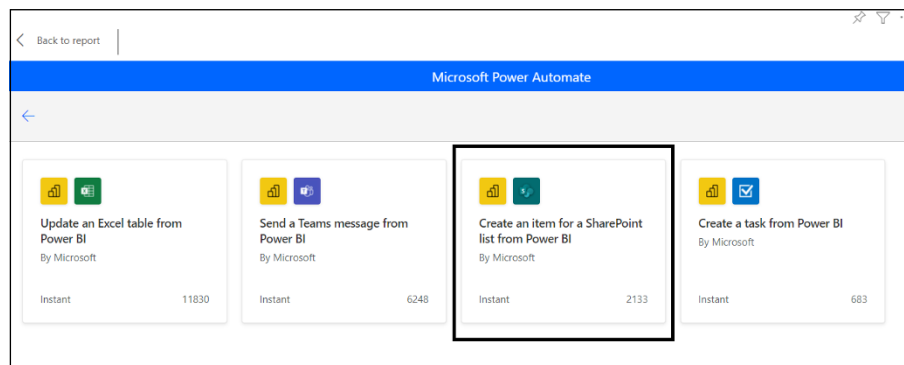 Back to report
Microsoft Power Automate
Update an Excel table from
Power BI
By Microsoft
Instant 11830
Send a Teams message from
Power BI
By Microsoft
Instant 6248
Create an item for a SharePoint
list from Power BI
By Microsoft
Instant 2133
Create a task from Power BI
By Microsoft
Instant 683